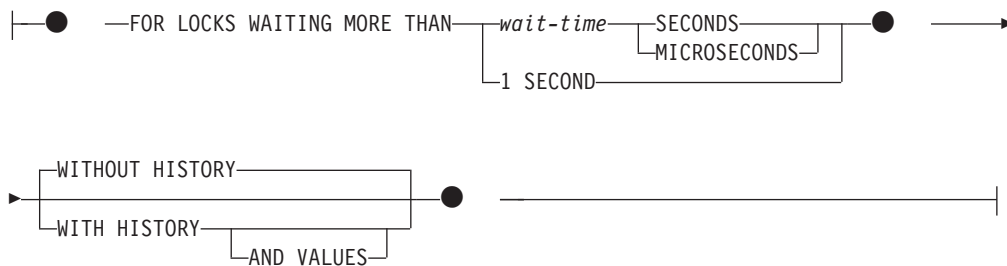 FOR LOCKS WAITING MORE THAN wait-time SECONDS
MICROSECONDS
1 SECOND
WITHOUT HISTORY
WITH HISTORY
AND VALUES